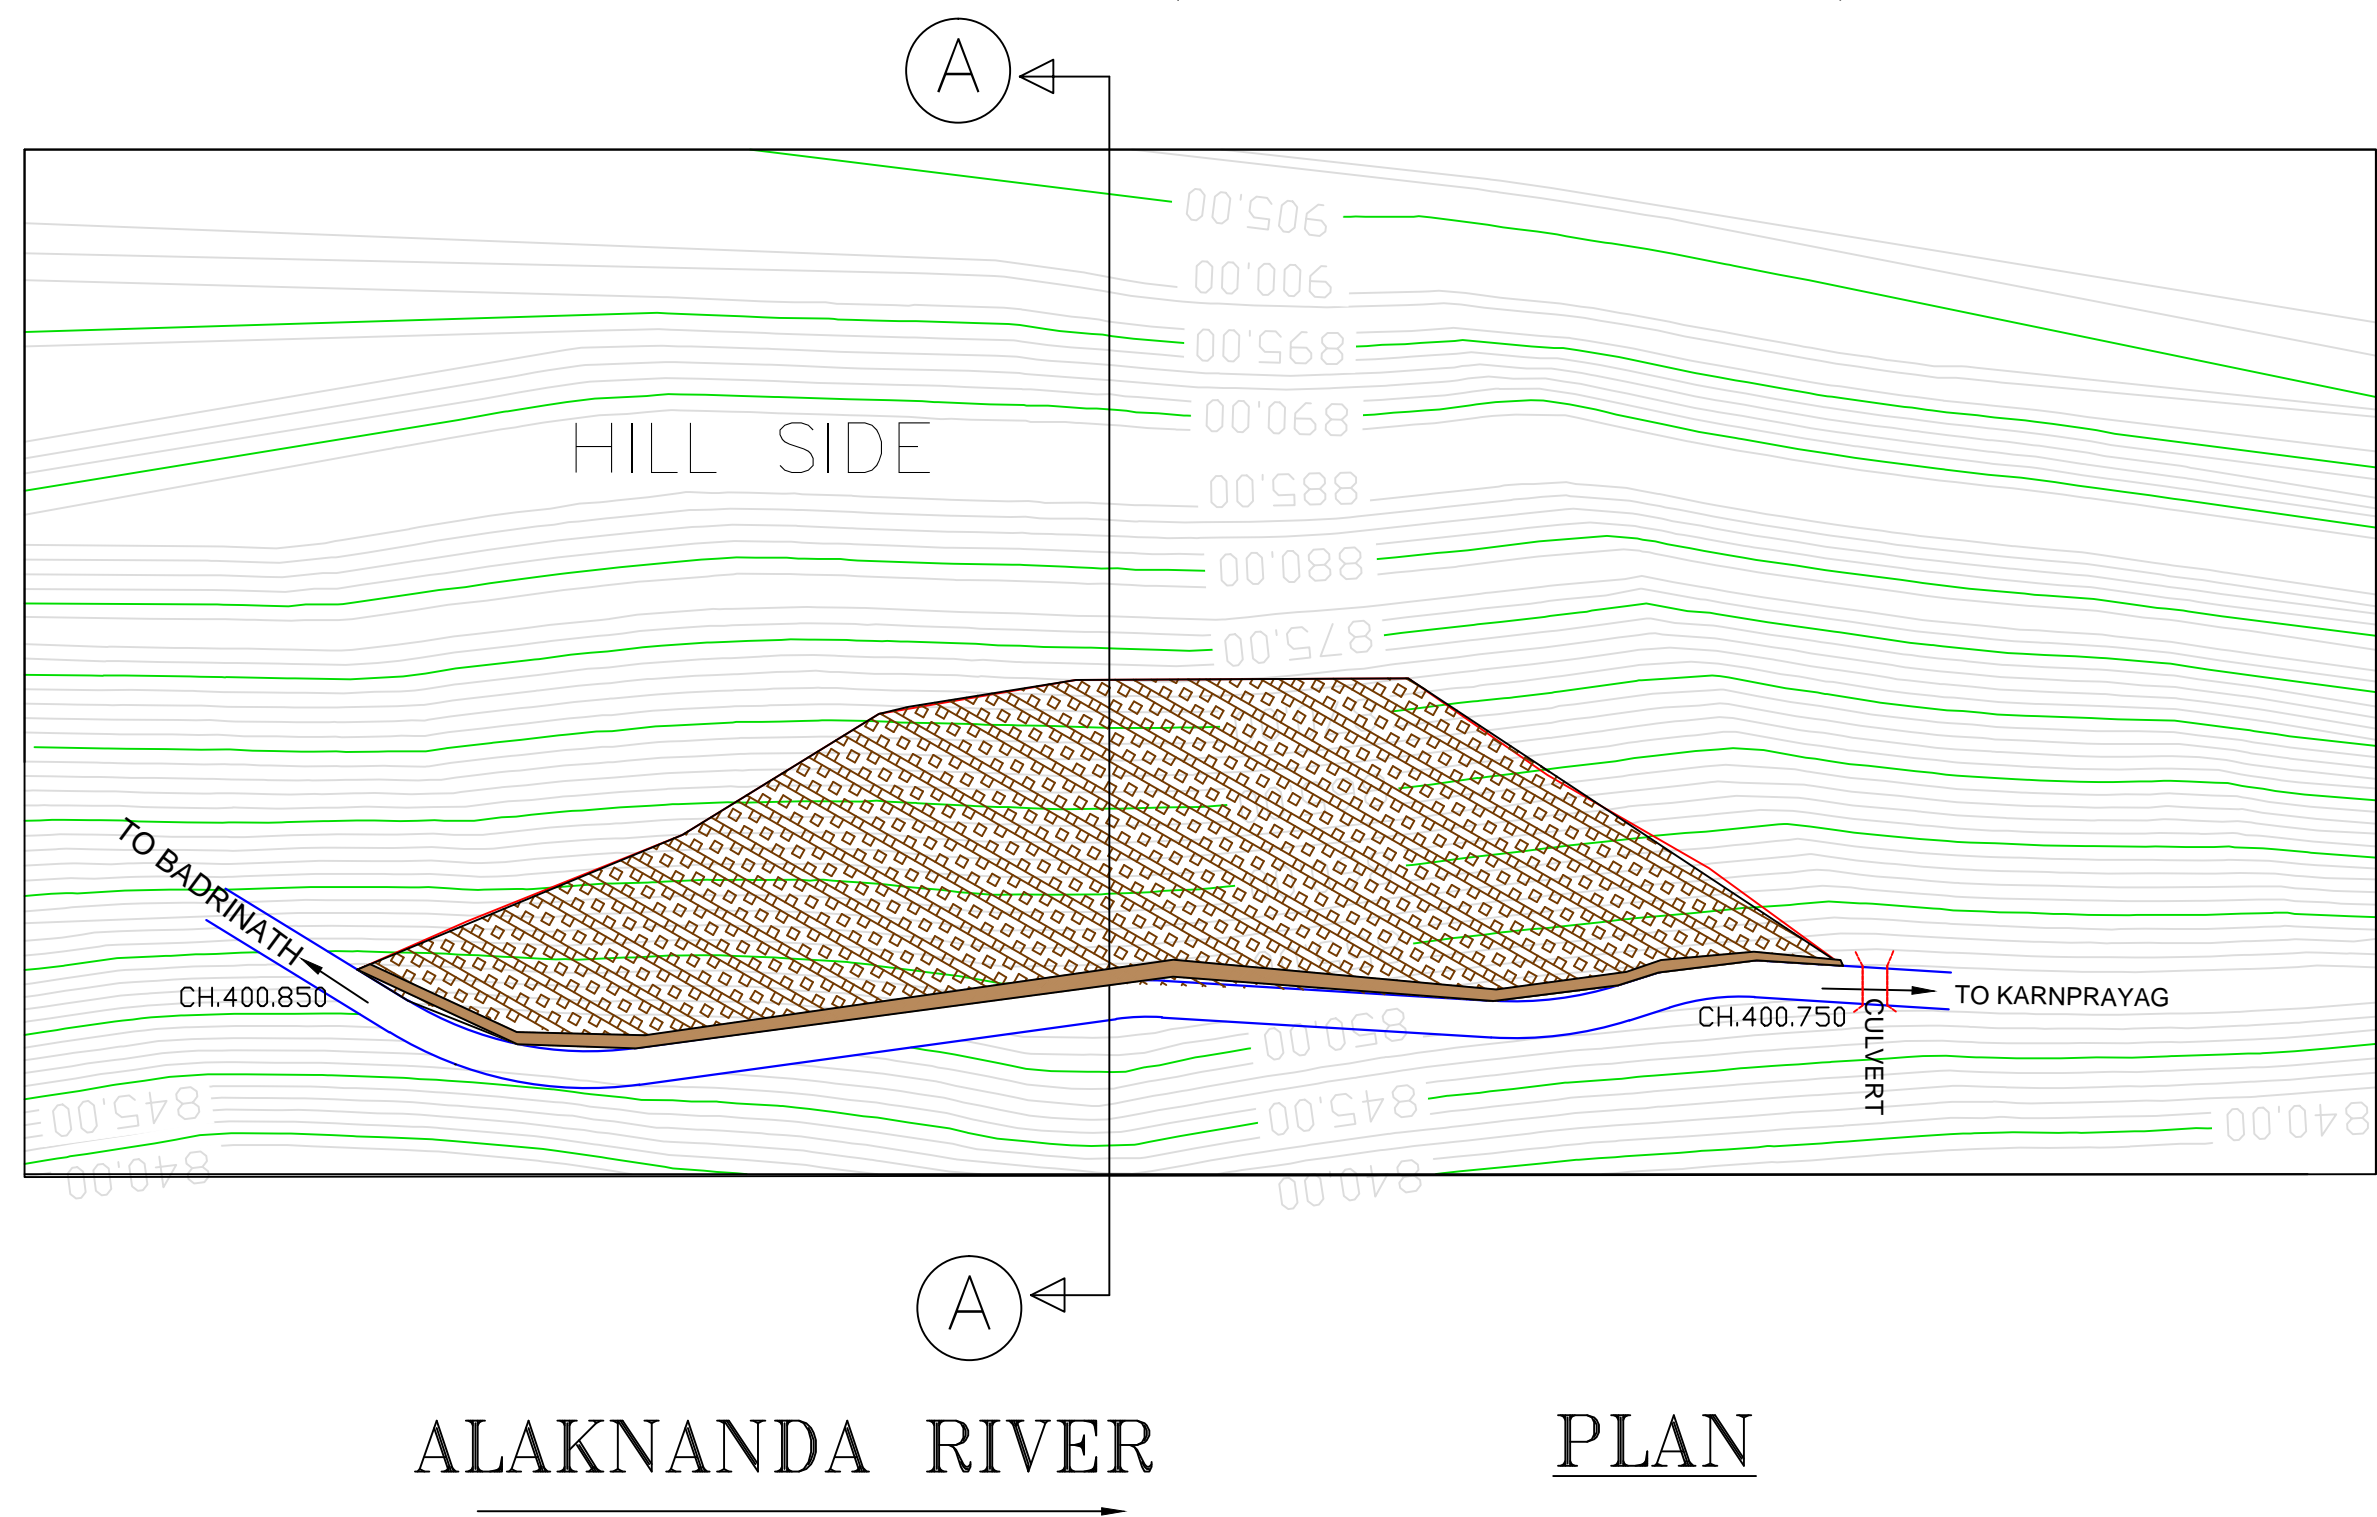 A
905.00
900.00
895.00
890.00
HILL SIDE
885.00
880.00
875.00
TO BADRINATH
CH.400.850
TO KARNPRAYAG
CH.400.750
CULVERT
850.00
845.00
845.00
840.00
840.00
840.00
A
ALAKNANDA RIVER
PLAN